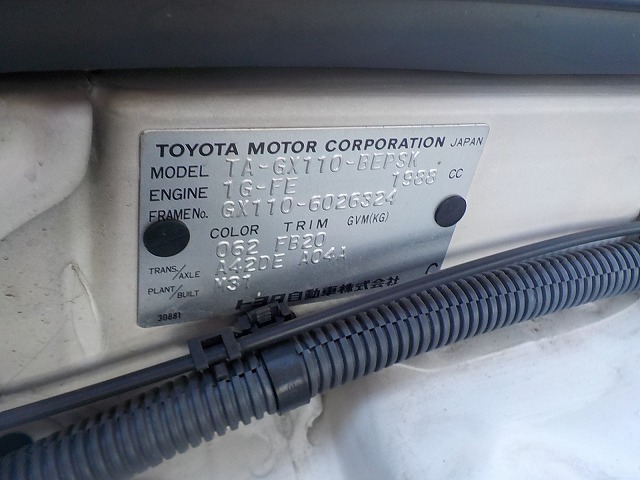 TOYOTA MOTOR CORPORATION JAPAN
MODEL TA-GX110-BEPSK
ENGINE 1G-FE 1988 CC
FRAME No. GX110-6026324
COLOR TRIM GVM(KG)
062 FB20
TRANS./AXLE A42DE A04A
PLANT/BUILT M31
トヨタ自動車株式会社
39881